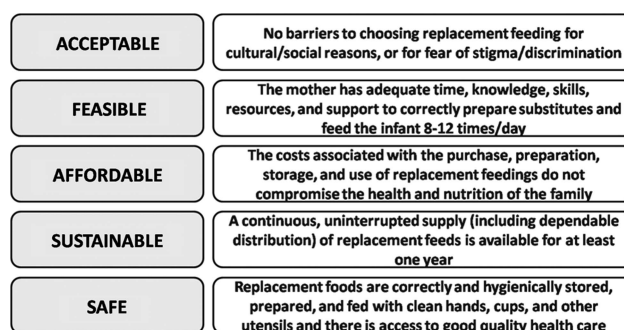 ACCEPTABLE
No barriers to choosing replacement feeding for
cultural/social reasons, or for fear of stigma/discrimination
FEASIBLE
The mother has adequate time, knowledge, skills,
resources, and support to correctly prepare substitutes and
feed the infant 8-12 times/day
AFFORDABLE
The costs associated with the purchase, preparation,
storage, and use of replacement feedings do not
compromise the health and nutrition of the family
SUSTAINABLE
A continuous, uninterrupted supply (including dependable
distribution) of replacement feeds is available for at least
one year
SAFE
Replacement foods are correctly and hygienically stored,
prepared, and fed with clean hands, cups, and other
utensils and there is access to good quality health care